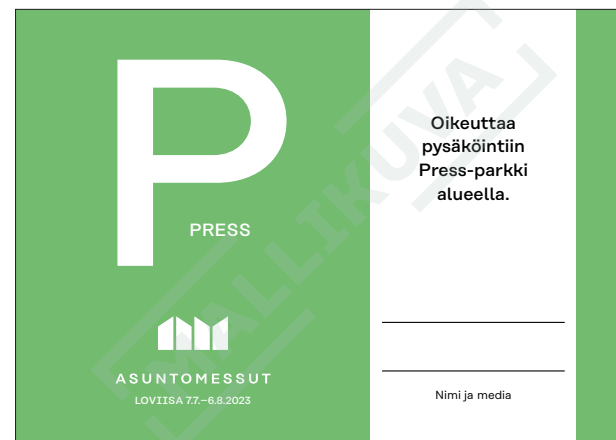 P
PRESS
ASUNTOMESSUT
LOVIISA 7.7.–6.8.2023
Oikeuttaa
pysäköintiin
Press-parkki
alueella.
Nimi ja media
MALLIKUVA